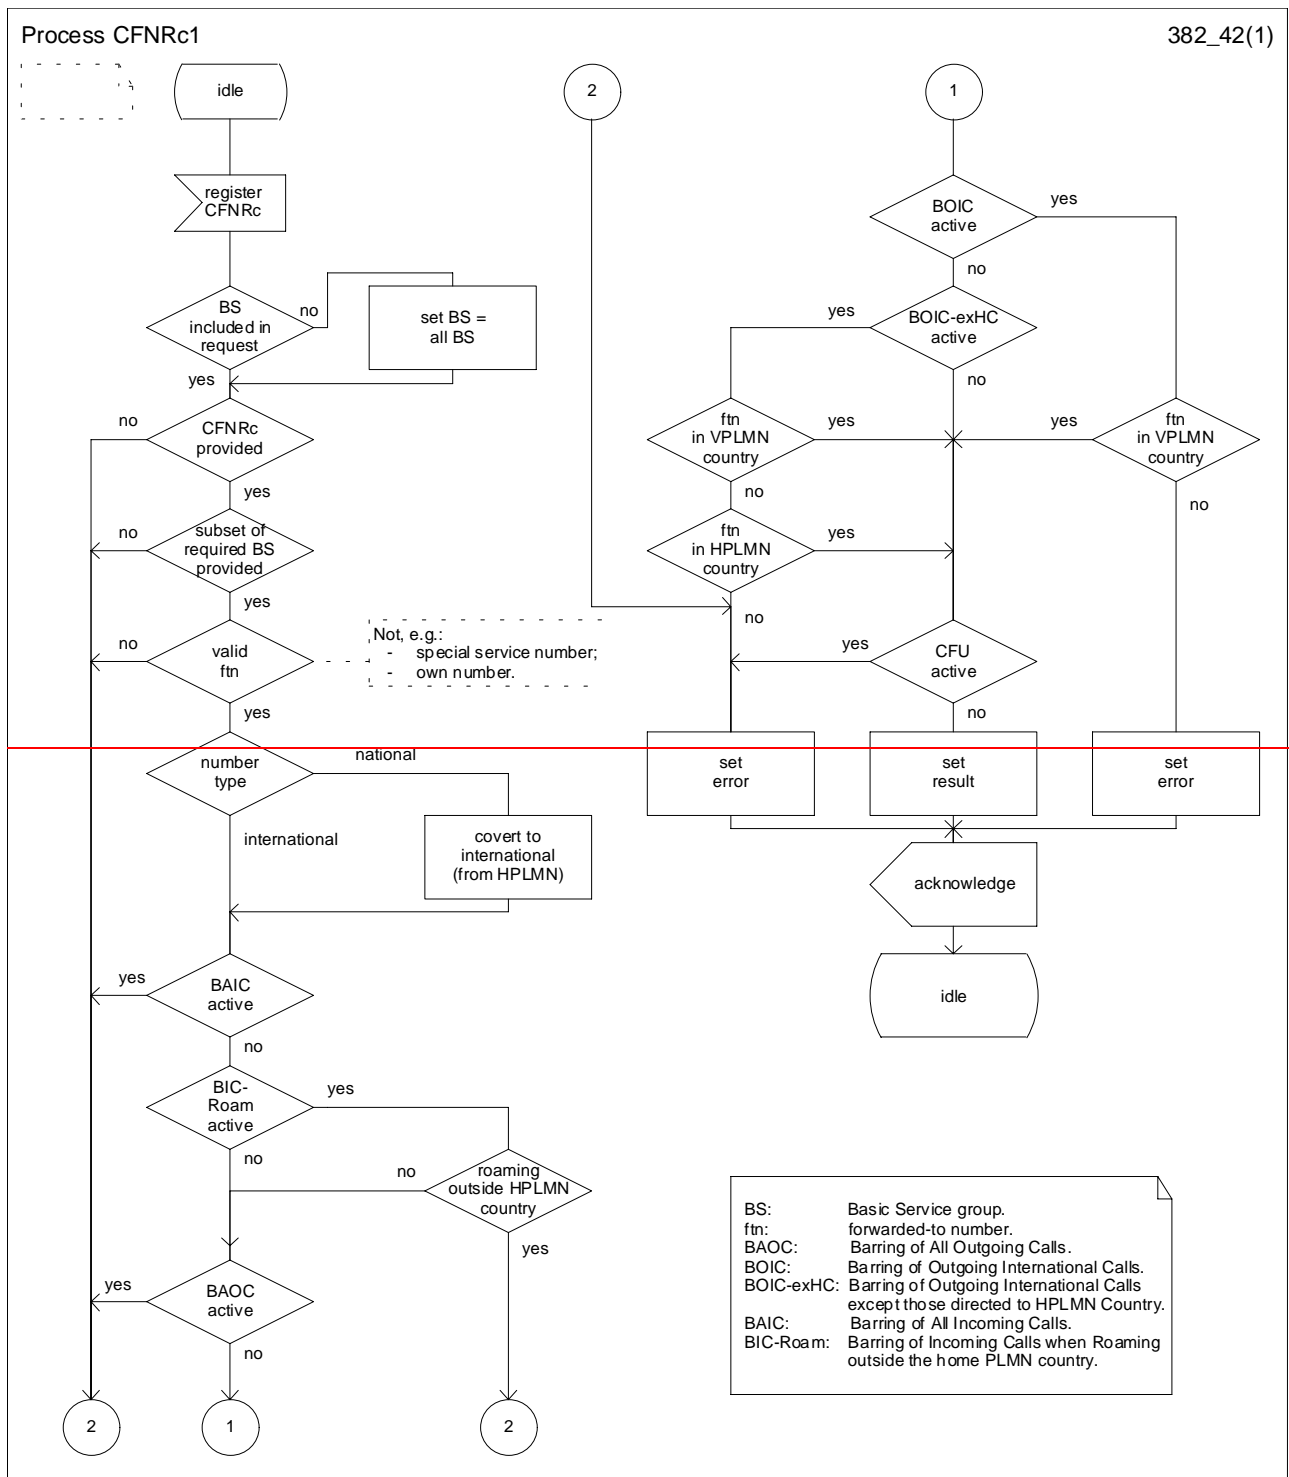 Process CFNRc1
382_42(1)
idle
register
CFNRc
BS
included in
request
no
set BS =
all BS
yes
no
CFNRc
provided
yes
no
subset of
required BS
provided
yes
no
valid
ftn
Not, e.g.:
- special service number;
- own number.
yes
number
type
national
international
covert to
international
(from HPLMN)
yes
BAIC
active
no
BIC-
Roam
active
yes
no
no
roaming
outside HPLMN
country
yes
yes
BAOC
active
no
2
1
2
2
1
BOIC
active
yes
no
yes
BOIC-exHC
active
no
ftn
in VPLMN
country
yes
yes
ftn
in VPLMN
country
no
no
ftn
in HPLMN
country
yes
no
yes
CFU
active
no
set
error
set
result
set
error
acknowledge
idle
BS: Basic Service group.
ftn: forwarded-to number.
BAOC: Barring of All Outgoing Calls.
BOIC: Barring of Outgoing International Calls.
BOIC-exHC: Barring of Outgoing International Calls
except those directed to HPLMN Country.
BAIC: Barring of All Incoming Calls.
BIC-Roam: Barring of Incoming Calls when Roaming
outside the home PLMN country.